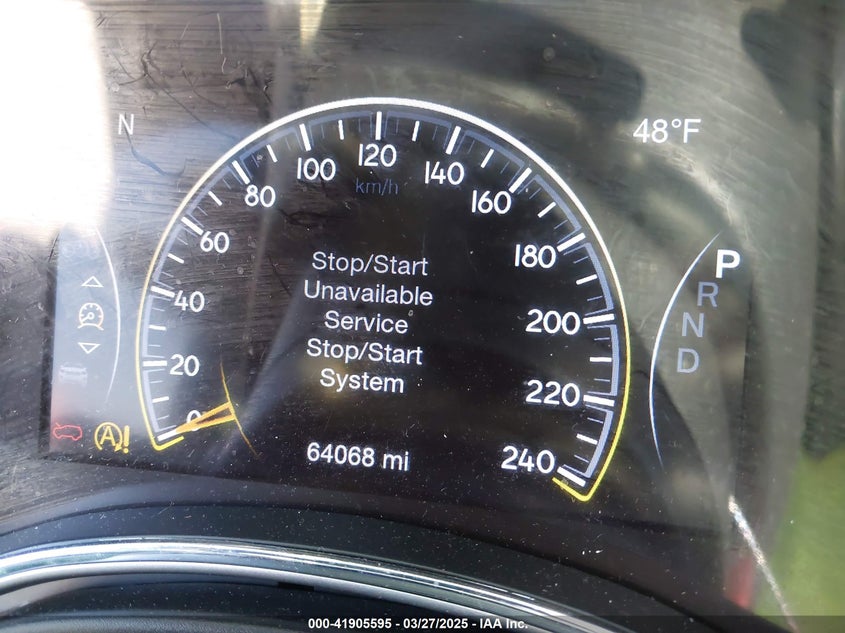 N
48°F
0
20
40
60
80
100
120
140
160
180
200
220
240
km/h
Stop/Start
Unavailable
Service
Stop/Start
System
P
R
N
D
A!
64068 mi
000-41905595 - 03/27/2025 - IAA Inc.